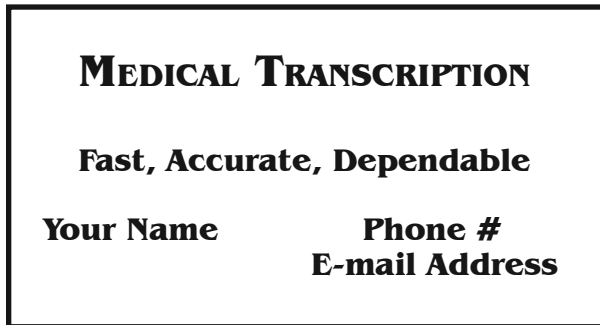 Medical Transcription
Fast, Accurate, Dependable
Your Name Phone #
E-mail Address